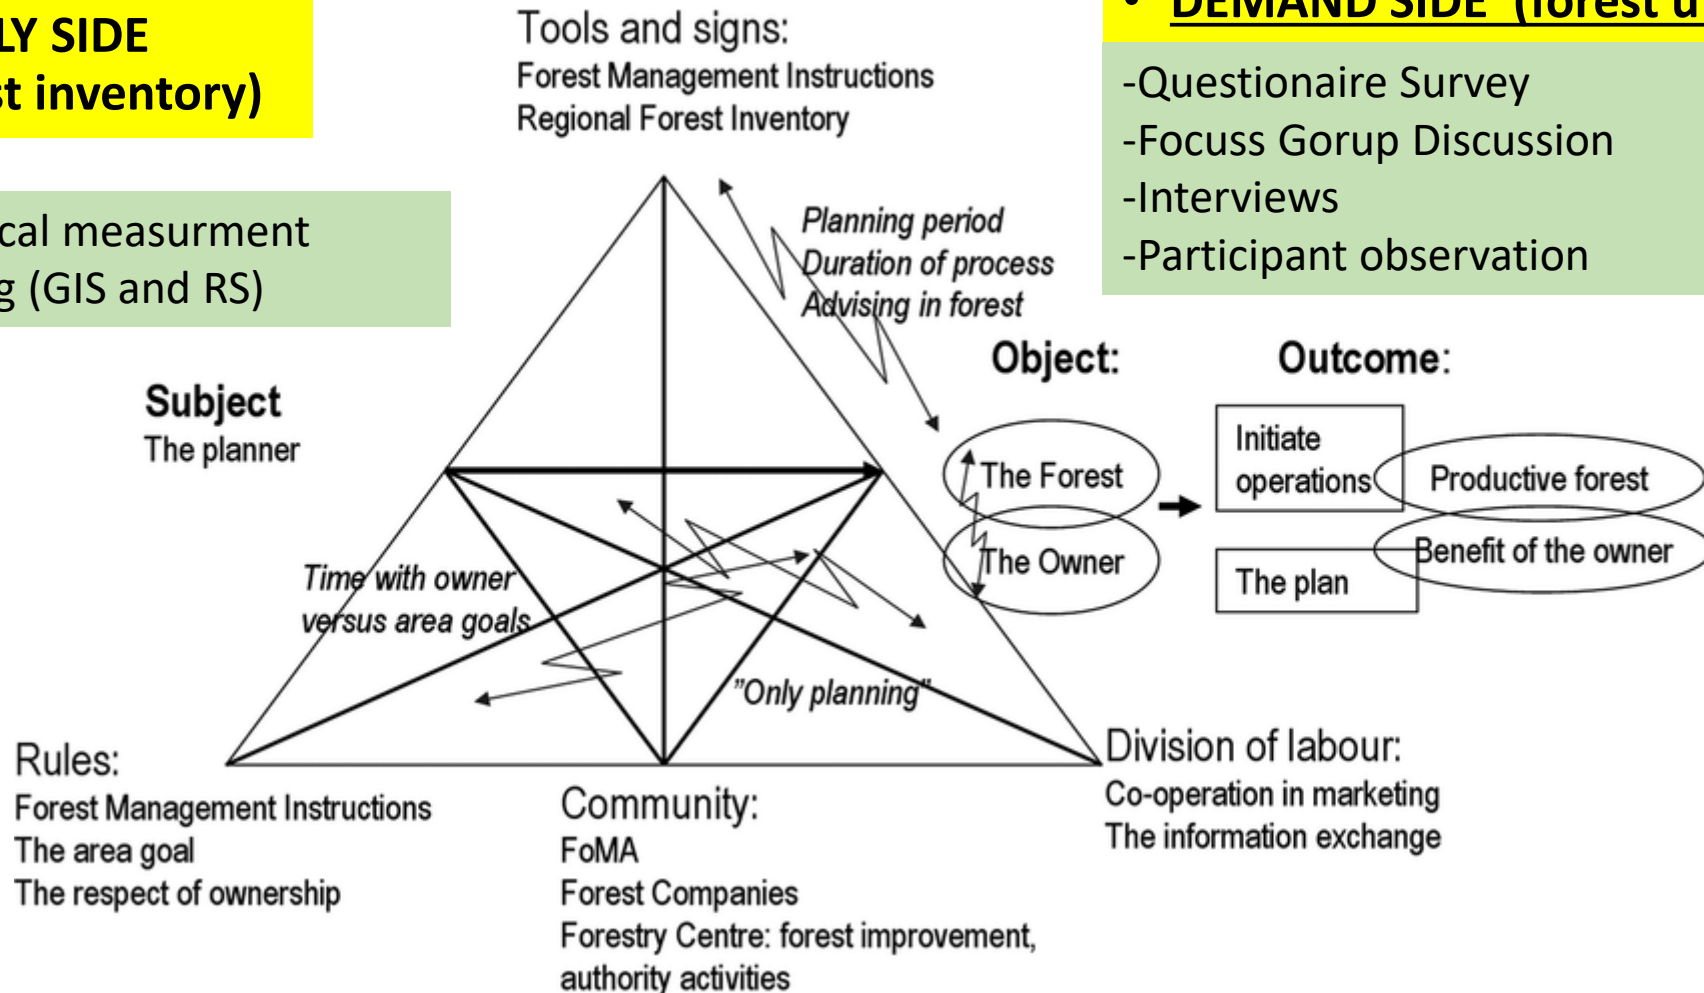 LY SIDE
st inventory)
cal measurment
g (GIS and RS)
Tools and signs:
Forest Management Instructions
Regional Forest Inventory
• DEMAND SIDE (forest u
-Questionaire Survey
-Focuss Gorup Discussion
-Interviews
-Participant observation
Planning period
Duration of process
Advising in forest
Subject
The planner
Object:
The Forest
The Owner
Outcome:
Initiate
operations
Productive forest
Benefit of the owner
The plan
Time with owner
versus area goals
"Only planning"
Rules:
Forest Management Instructions
The area goal
The respect of ownership
Community:
FoMA
Forest Companies
Forestry Centre: forest improvement,
authority activities
Division of labour:
Co-operation in marketing
The information exchange